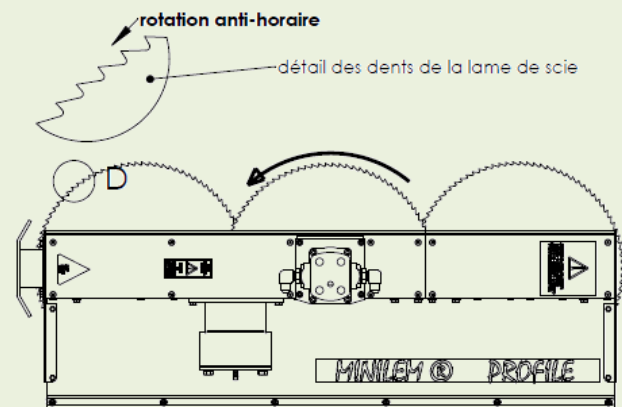 rotation anti-horaire
détail des dents de la lame de scie
D
MINILEM ® PROFILE